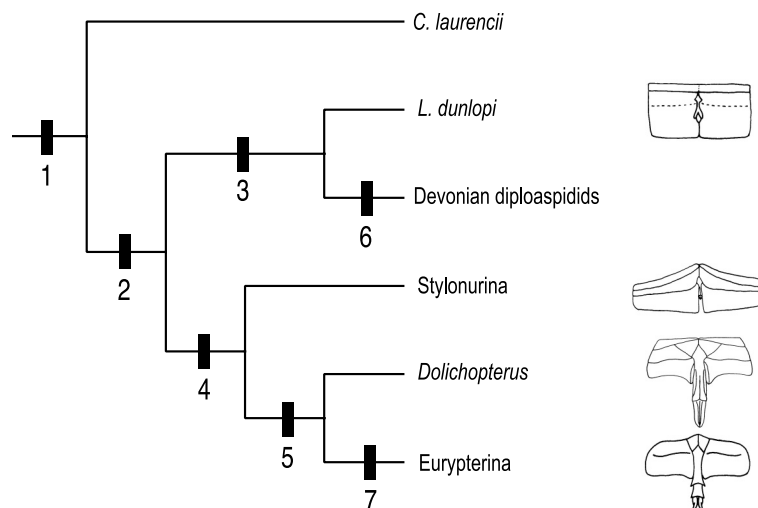 C. laurencii
L. dunlopi
1
3
Devonian diploaspidids
6
2
Stylonurina
4
Dolichopterus
5
Eurypterina
7